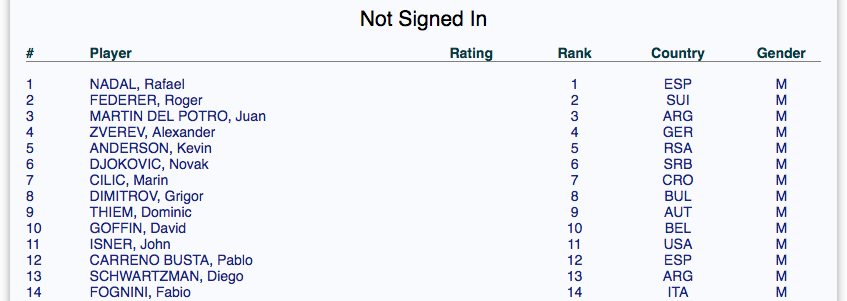 Not Signed In
# Player Rating Rank Country Gender
1 NADAL, Rafael 1 ESP M
2 FEDERER, Roger 2 SUI M
3 MARTIN DEL POTRO, Juan 3 ARG M
4 ZVEREV, Alexander 4 GER M
5 ANDERSON, Kevin 5 RSA M
6 DJOKOVIC, Novak 6 SRB M
7 CILIC, Marin 7 CRO M
8 DIMITROV, Grigor 8 BUL M
9 THIEM, Dominic 9 AUT M
10 GOFFIN, David 10 BEL M
11 ISNER, John 11 USA M
12 CARRENO BUSTA, Pablo 12 ESP M
13 SCHWARTZMAN, Diego 13 ARG M
14 FOGNINI, Fabio 14 ITA M